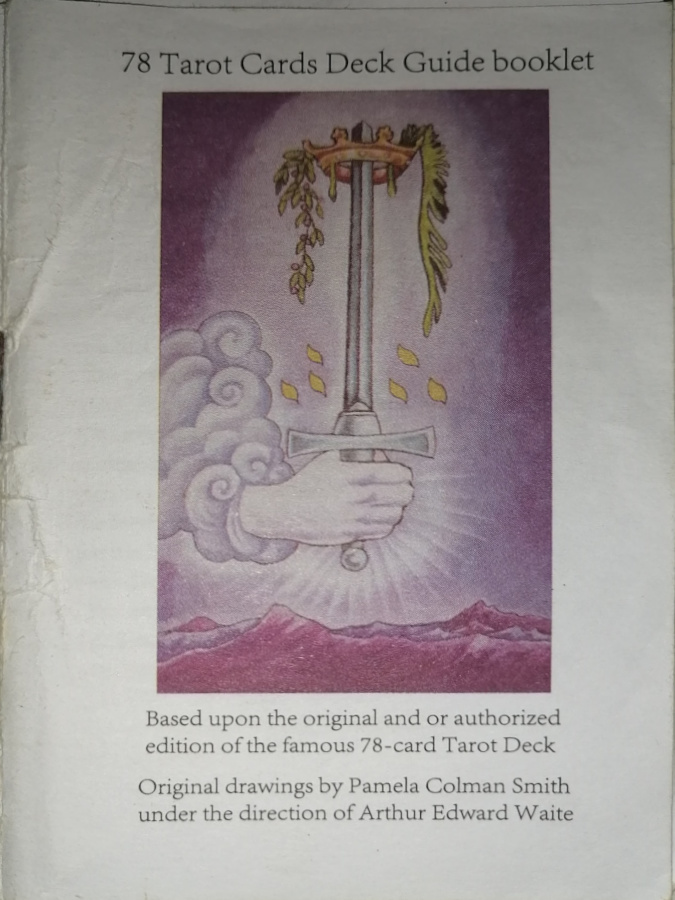 78 Tarot Cards Deck Guide booklet
Based upon the original and or authorized
edition of the famous 78-card Tarot Deck
Original drawings by Pamela Colman Smith
under the direction of Arthur Edward Waite